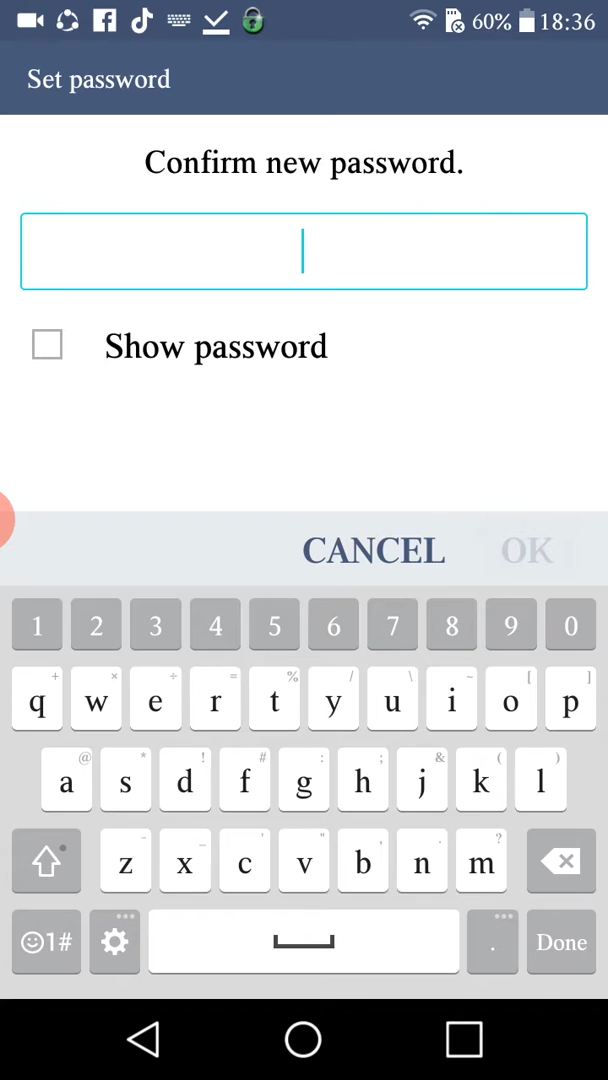 60% 18:36
Set password
Confirm new password.
Show password
CANCEL OK
1 2 3 4 5 6 7 8 9 0
+ × ÷ = % / \ ~ [ ]
q w e r t y u i o p
@ * ! # : ; & ( )
a s d f g h j k l
- _ ' " , . ?
z x c v b n m
1# . Done